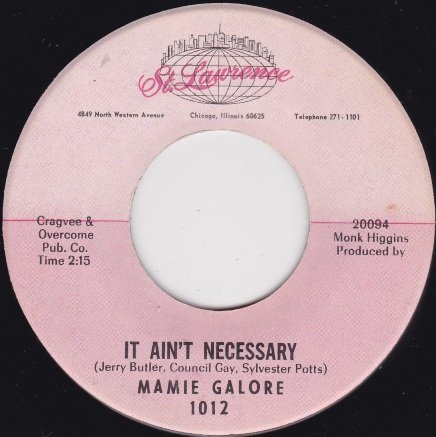 St. Lawrence
4849 North Western Avenue Chicago, Illinois 60625 Telephone 271-1101
Cragvee &
Overcome
Pub. Co.
Time 2:15
20094
Monk Higgins
Produced by
IT AIN'T NECESSARY
(Jerry Butler, Council Gay, Sylvester Potts)
MAMIE GALORE
1012